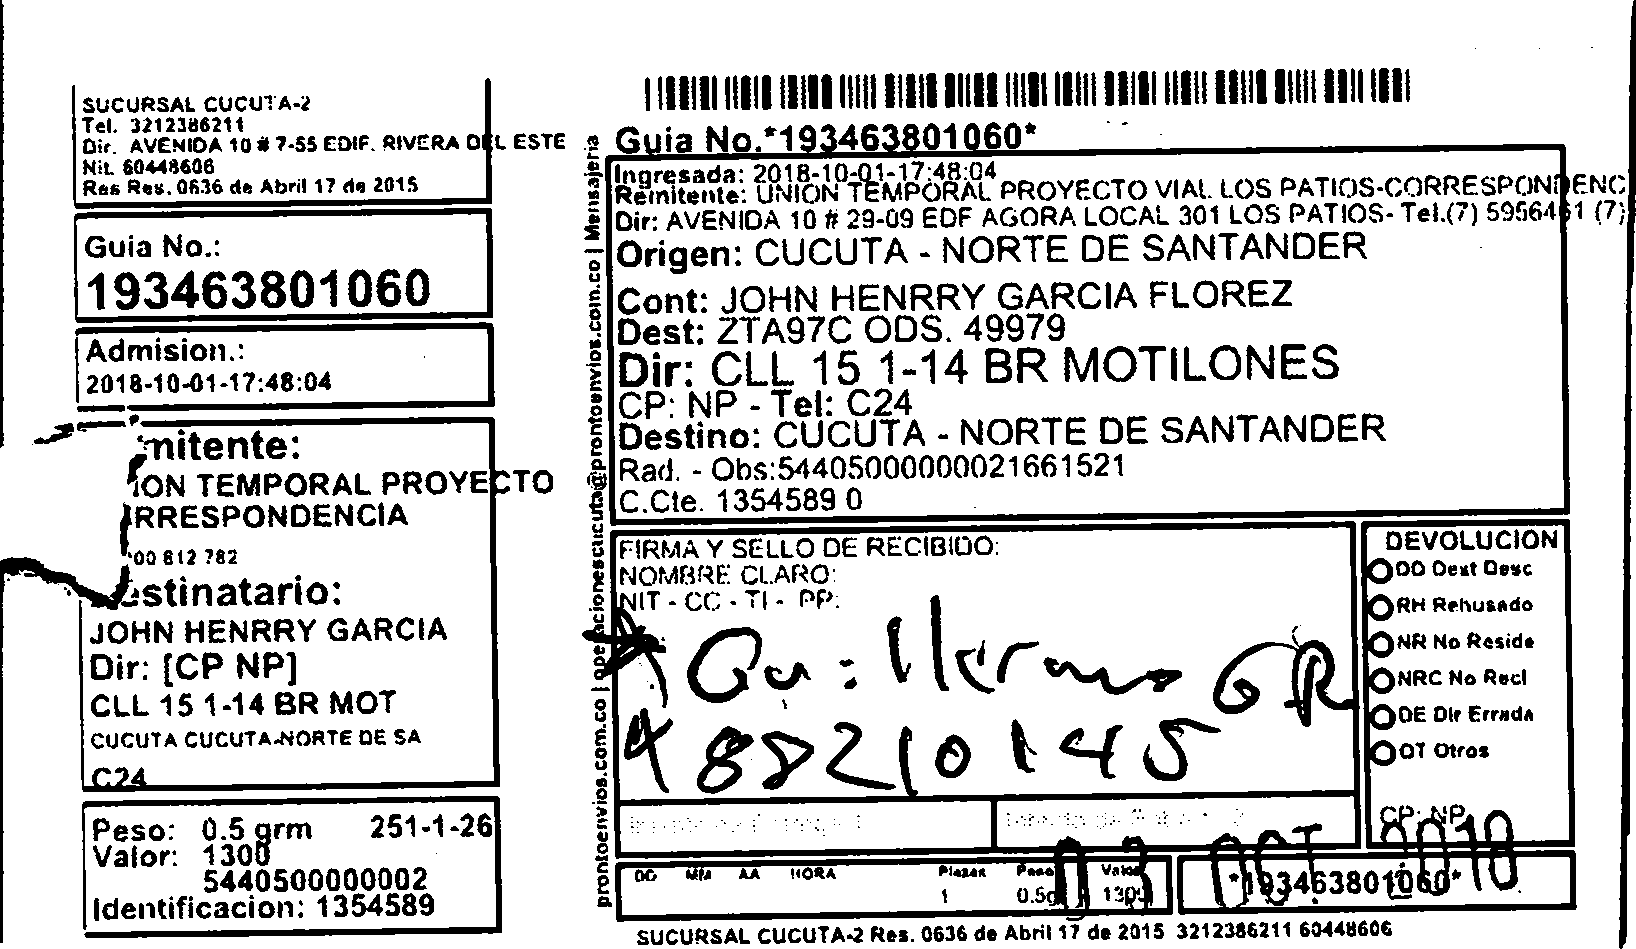 SUCURSAL CUCUTA-2
Tel. 3212386211
Dir. AVENIDA 10 # 7-55 EDIF. RIVERA DEL ESTE
Nit. 60448606
Res Res. 0636 de Abril 17 de 2015
Guia No.:
193463801060
Admision.:
2018-10-01-17:48:04
mitente:
ION TEMPORAL PROYECTO
RRESPONDENCIA
00 812 782
estinatario:
JOHN HENRRY GARCIA
Dir: [CP NP]
CLL 15 1-14 BR MOT
CUCUTA CUCUTA-NORTE DE SA
C24
Peso: 0.5 grm 251-1-26
Valor: 1300
5440500000002
Identificacion: 1354589
prontoenvios.com.co | operacionescucuta@prontoenvios.com.co | Mensajeria
Guia No.*193463801060*
Ingresada: 2018-10-01-17:48:04
Remitente: UNION TEMPORAL PROYECTO VIAL LOS PATIOS-CORRESPONDENC
Dir: AVENIDA 10 # 29-09 EDF AGORA LOCAL 301 LOS PATIOS- Tel.(7) 5956461 (7)
Origen: CUCUTA - NORTE DE SANTANDER
Cont: JOHN HENRRY GARCIA FLOREZ
Dest: ZTA97C ODS. 49979
Dir: CLL 15 1-14 BR MOTILONES
CP: NP - Tel: C24
Destino: CUCUTA - NORTE DE SANTANDER
Rad. - Obs:54405000000021661521
C.Cte. 1354589 0
FIRMA Y SELLO DE RECIBIDO:
NOMBRE CLARO:
NIT - CC - TI - PP:
88210145
DEVOLUCION
DD Dest Desc
RH Rehusado
NR No Reside
NRC No Recl
DE Dir Errada
OT Otros
CP: NP
DD MM AA HORA Piezas Peso Valor
1 0.5g 1300
*193463801060*
03 OCT 2018
SUCURSAL CUCUTA-2 Res. 0636 de Abril 17 de 2015 3212386211 60448606